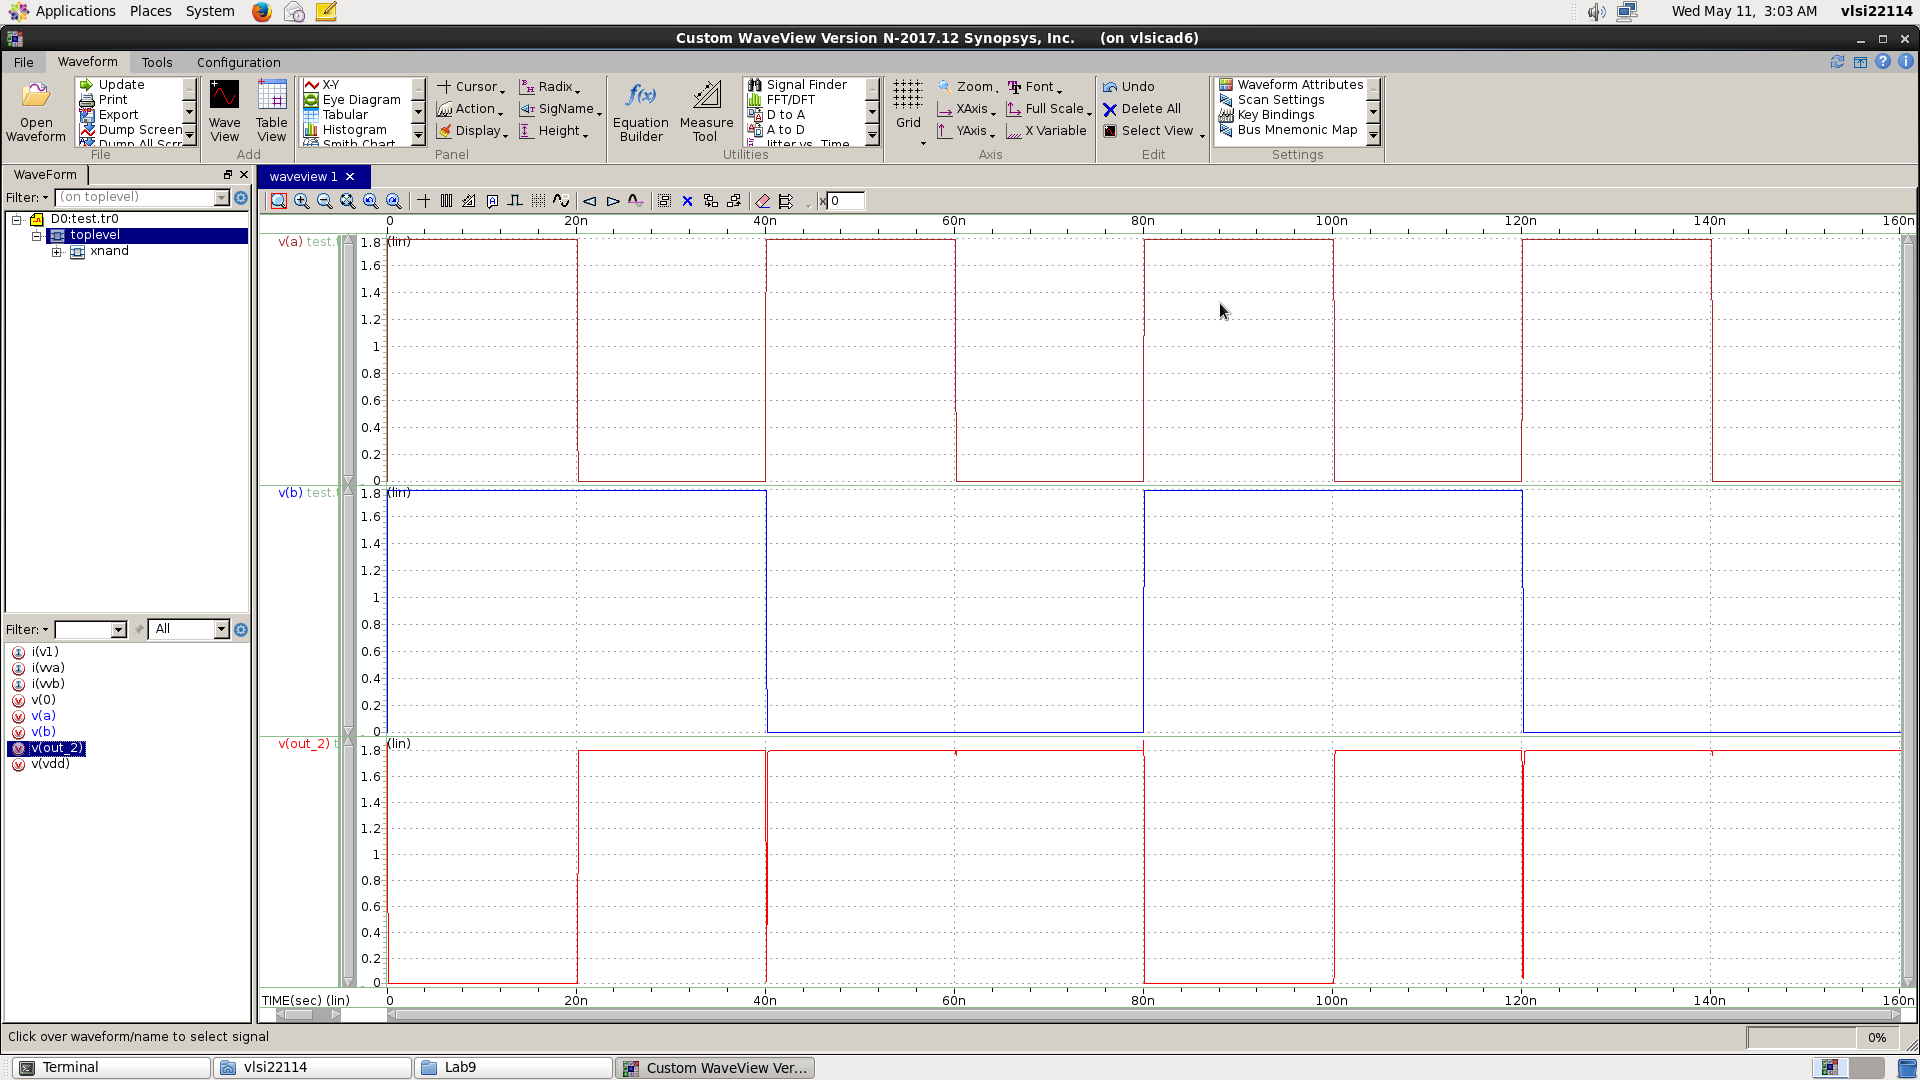 Applications Places System Wed May 11, 3:03 AM vlsi22114
Custom WaveView Version N-2017.12 Synopsys, Inc. (on vlsicad6)
File Waveform Tools Configuration
Open Waveform
Update
Print
Export
Dump Screen
Dump All Scr
File
Wave View
Table View
Add
X-Y
Eye Diagram
Tabular
Histogram
Smith Chart
Cursor
Action
Display
Radix
SigName
Height
Panel
f(x)
Equation Builder
Measure Tool
Signal Finder
FFT/DFT
D to A
A to D
Jitter vs. Time
Utilities
Grid
Zoom
XAxis
YAxis
Font
Full Scale
X Variable
Axis
Undo
Delete All
Select View
Edit
Waveform Attributes
Scan Settings
Key Bindings
Bus Mnemonic Map
Settings
WaveForm
Filter: (on toplevel)
D0:test.tr0
toplevel
xnand
Filter: All
i(v1)
i(vva)
i(vvb)
v(0)
v(a)
v(b)
v(out_2)
v(vdd)
waveview 1
x 0
0 20n 40n 60n 80n 100n 120n 140n 160n
v(a) test.
(lin)
1.8
1.6
1.4
1.2
1
0.8
0.6
0.4
0.2
0
v(b) test.
(lin)
1.8
1.6
1.4
1.2
1
0.8
0.6
0.4
0.2
0
v(out_2) t
(lin)
1.8
1.6
1.4
1.2
1
0.8
0.6
0.4
0.2
0
TIME(sec) (lin) 0 20n 40n 60n 80n 100n 120n 140n 160n
Click over waveform/name to select signal 0%
Terminal vlsi22114 Lab9 Custom WaveView Ver...